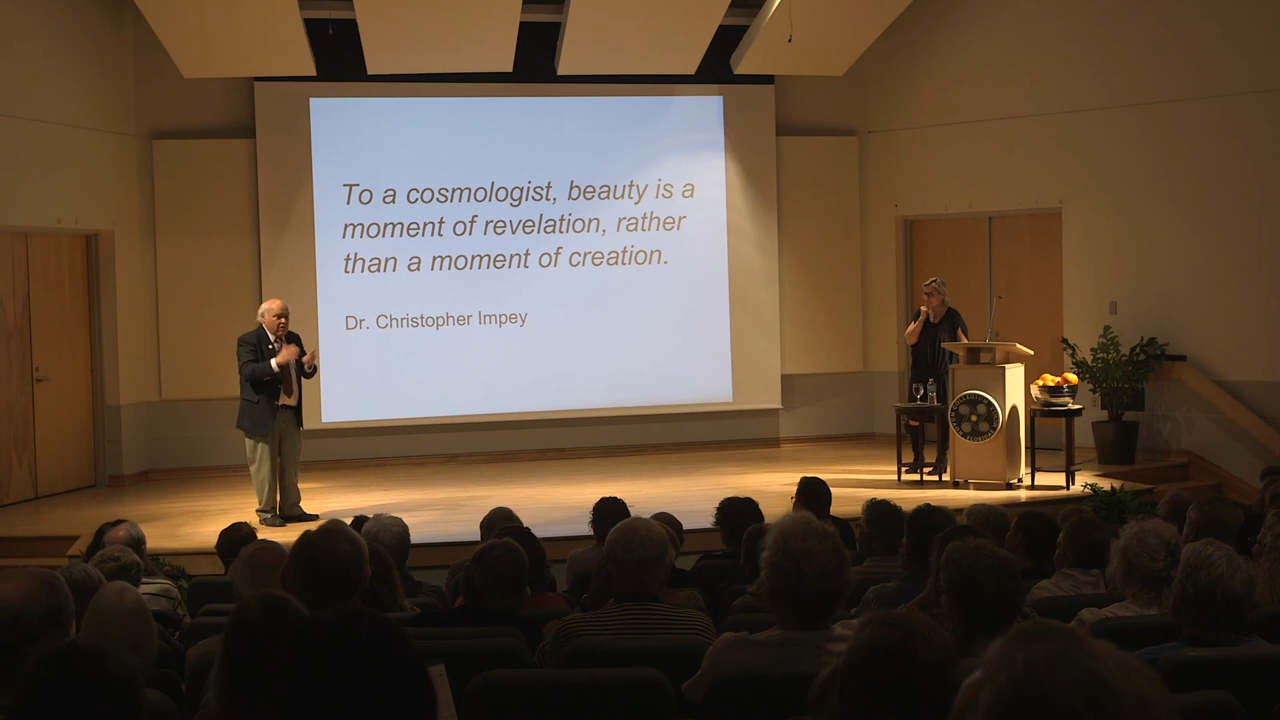 To a cosmologist, beauty is a
moment of revelation, rather
than a moment of creation.
Dr. Christopher Impey